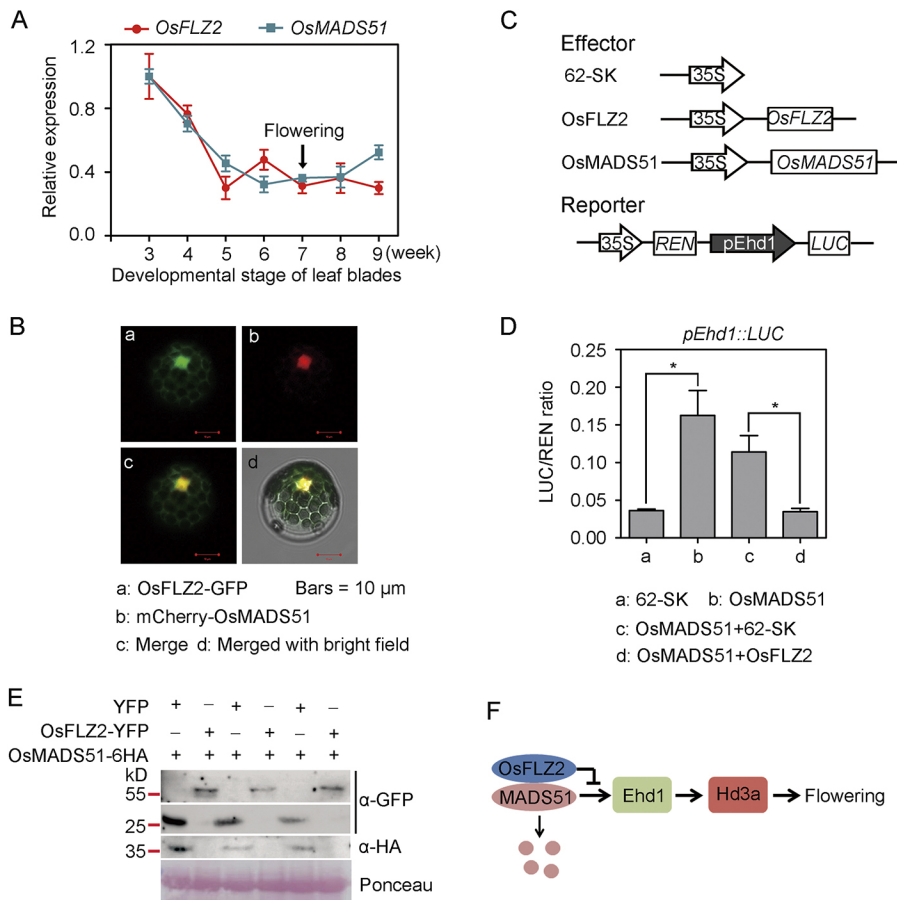 A
OsFLZ2 OsMADS51
1.2
0.8
0.4
0.0
Relative expression
Flowering
3 4 5 6 7 8 9 (week)
Developmental stage of leaf blades
B
a b
c d
a: OsFLZ2-GFP Bars = 10 μm
b: mCherry-OsMADS51
c: Merge d: Merged with bright field
C
Effector
62-SK 35S
OsFLZ2 35S OsFLZ2
OsMADS51 35S OsMADS51
Reporter
35S REN pEhd1 LUC
D
pEhd1::LUC
0.25
0.20
0.15
0.10
0.05
0.00
LUC/REN ratio
* *
a b c d
a: 62-SK b: OsMADS51
c: OsMADS51+62-SK
d: OsMADS51+OsFLZ2
E
YFP + − + − + −
OsFLZ2-YFP − + − + − +
OsMADS51-6HA + + + + + +
kD
55
α-GFP
25
35 α-HA
Ponceau
F
OsFLZ2
MADS51 Ehd1 Hd3a Flowering